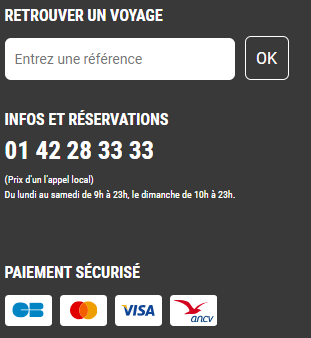 RETROUVER UN VOYAGE
Entrez une référence
OK
INFOS ET RÉSERVATIONS
01 42 28 33 33
(Prix d'un l'appel local)
Du lundi au samedi de 9h à 23h, le dimanche de 10h à 23h.
PAIEMENT SÉCURISÉ
CB VISA ancv